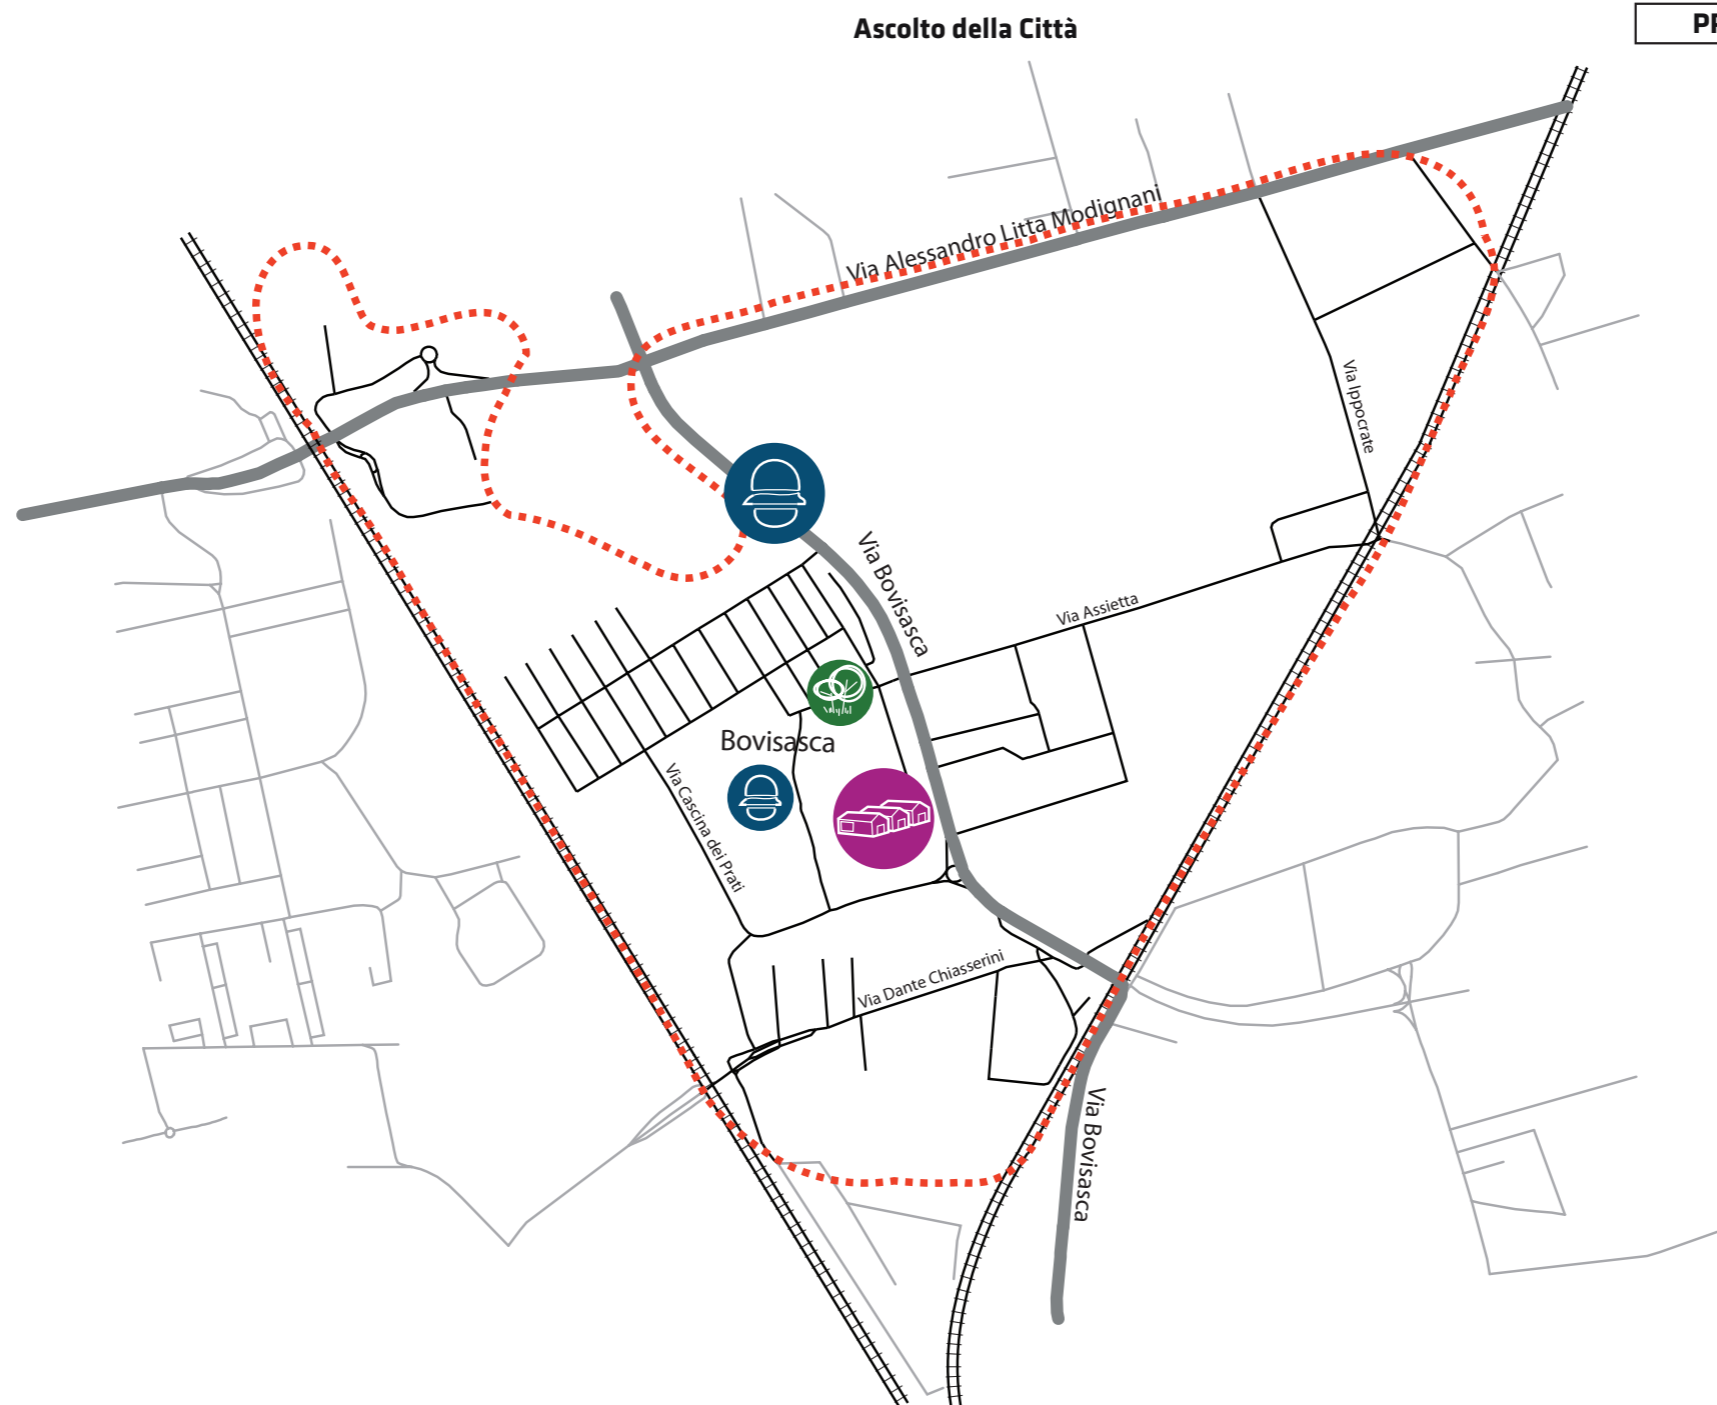 Ascolto della Città
PF
Via Alessandro Litta Modignani
Via Ippocrate
Via Bovisasca
Via Assietta
Bovisasca
Via Cascina dei Prati
Via Dante Chiasserini
Via Bovisasca